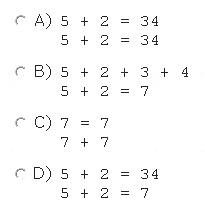 A) 5 + 2 = 34
5 + 2 = 34
B) 5 + 2 + 3 + 4
5 + 2 = 7
C) 7 = 7
7 + 7
D) 5 + 2 = 34
5 + 2 = 7